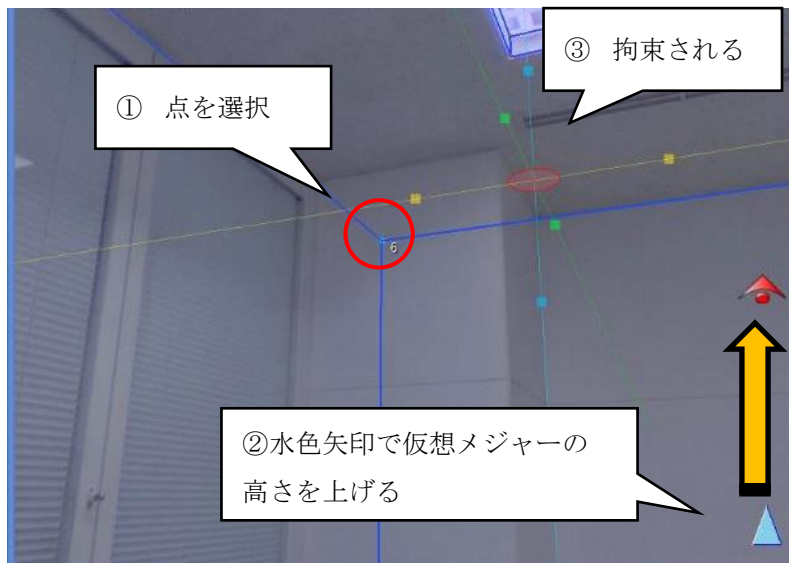 ① 点を選択
③ 拘束される
6
②水色矢印で仮想メジャーの
高さを上げる